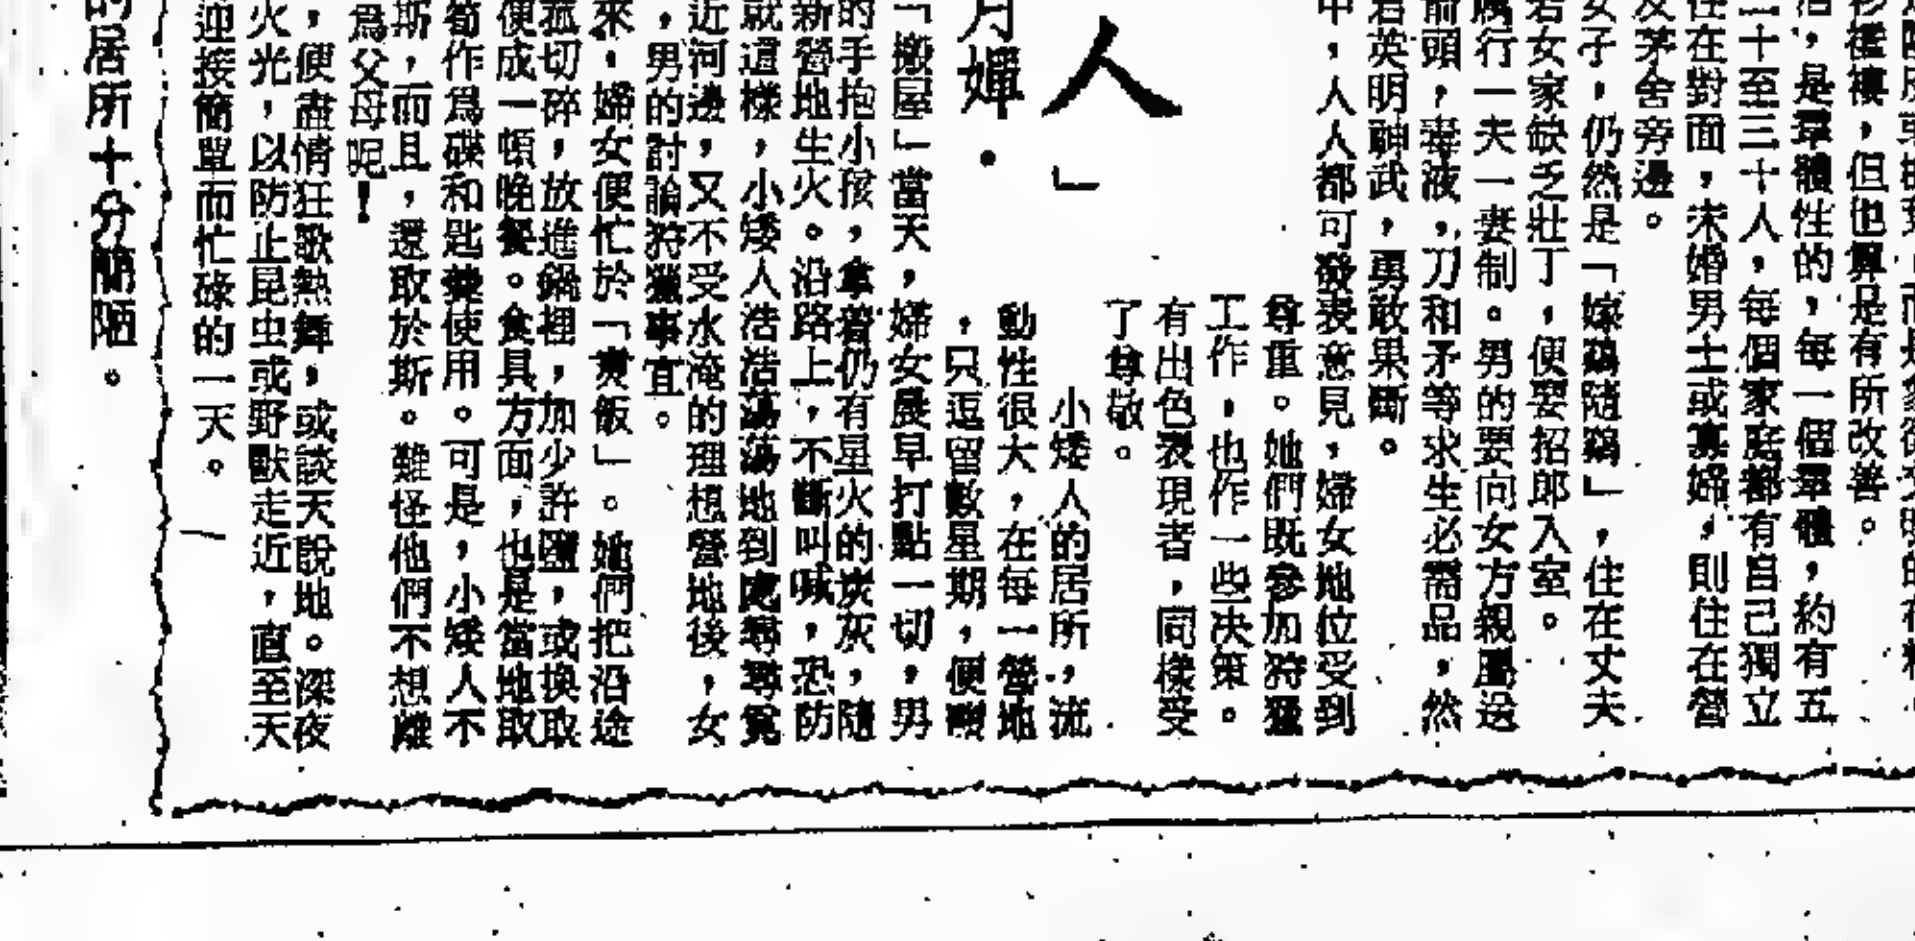 衫襤褸，但也算是有所改善。
活，是羣體性的，每一個羣體，約有五
二十至三十人，每個家庭都有自己獨立
住在對面，未婚男士或寡婦，則住在營
及茅舍旁邊。
女子，仍然是「嫁鷄隨鷄」，住在丈夫
若女家缺乏壯丁，便要招郎入室。
厲行一夫一妻制。男的要向女方親屬送
前頭，毒液，刀和矛等求生必需品，然
若英明神武，勇敢果斷。
中，人人都可發表意見，婦女地位受到
尊重。她們既參加狩獵
工作，也作一些决策。
有出色表現者，同樣受
了尊敬。
人」
月嬋．
小矮人的居所，流
動性很大，在每一營地
，只逗留數星期，便
「搬屋」當天，婦女晨早打點一切，男
的手抱小孩，拿着仍有星火的炭灰，隨
新營地生火。沿路上，不斷叫喊，恐防
就這樣，小矮人浩浩蕩蕩地到處尋尋覓
近河邊，又不受水淹的理想營地後，女
，男的討論狩獵事宜。
來，婦女便忙於「煮飯」。她們把沿途
菰切碎，放進鍋裡，加少許鹽，或換取
便成一頓晚餐。食具方面，也是當地取
筍作爲碟和匙羹使用。可是，小矮人不
斯，而且，還取於斯。難怪他們不想離
爲父母呢！
，便盡情狂歌熱舞，或談天說地。深夜
火光，以防止昆虫或野獸走近，直至天
迎接簡單而忙碌的一天。
的居所十分簡陋。